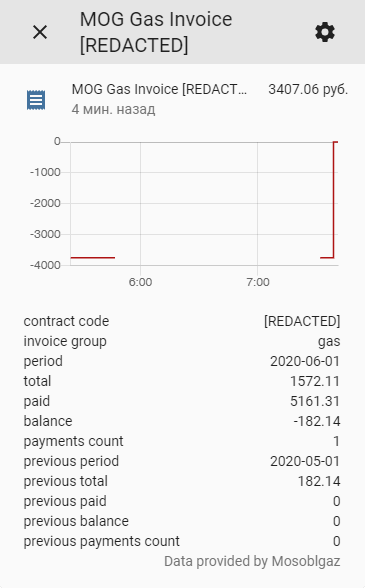 MOG Gas Invoice
[REDACTED]
MOG Gas Invoice [REDACT... 3407.06 руб.
4 мин. назад
0
-1000
-2000
-3000
-4000
6:00 7:00
contract code [REDACTED]
invoice group gas
period 2020-06-01
total 1572.11
paid 5161.31
balance -182.14
payments count 1
previous period 2020-05-01
previous total 182.14
previous paid 0
previous balance 0
previous payments count 0
Data provided by Mosoblgaz